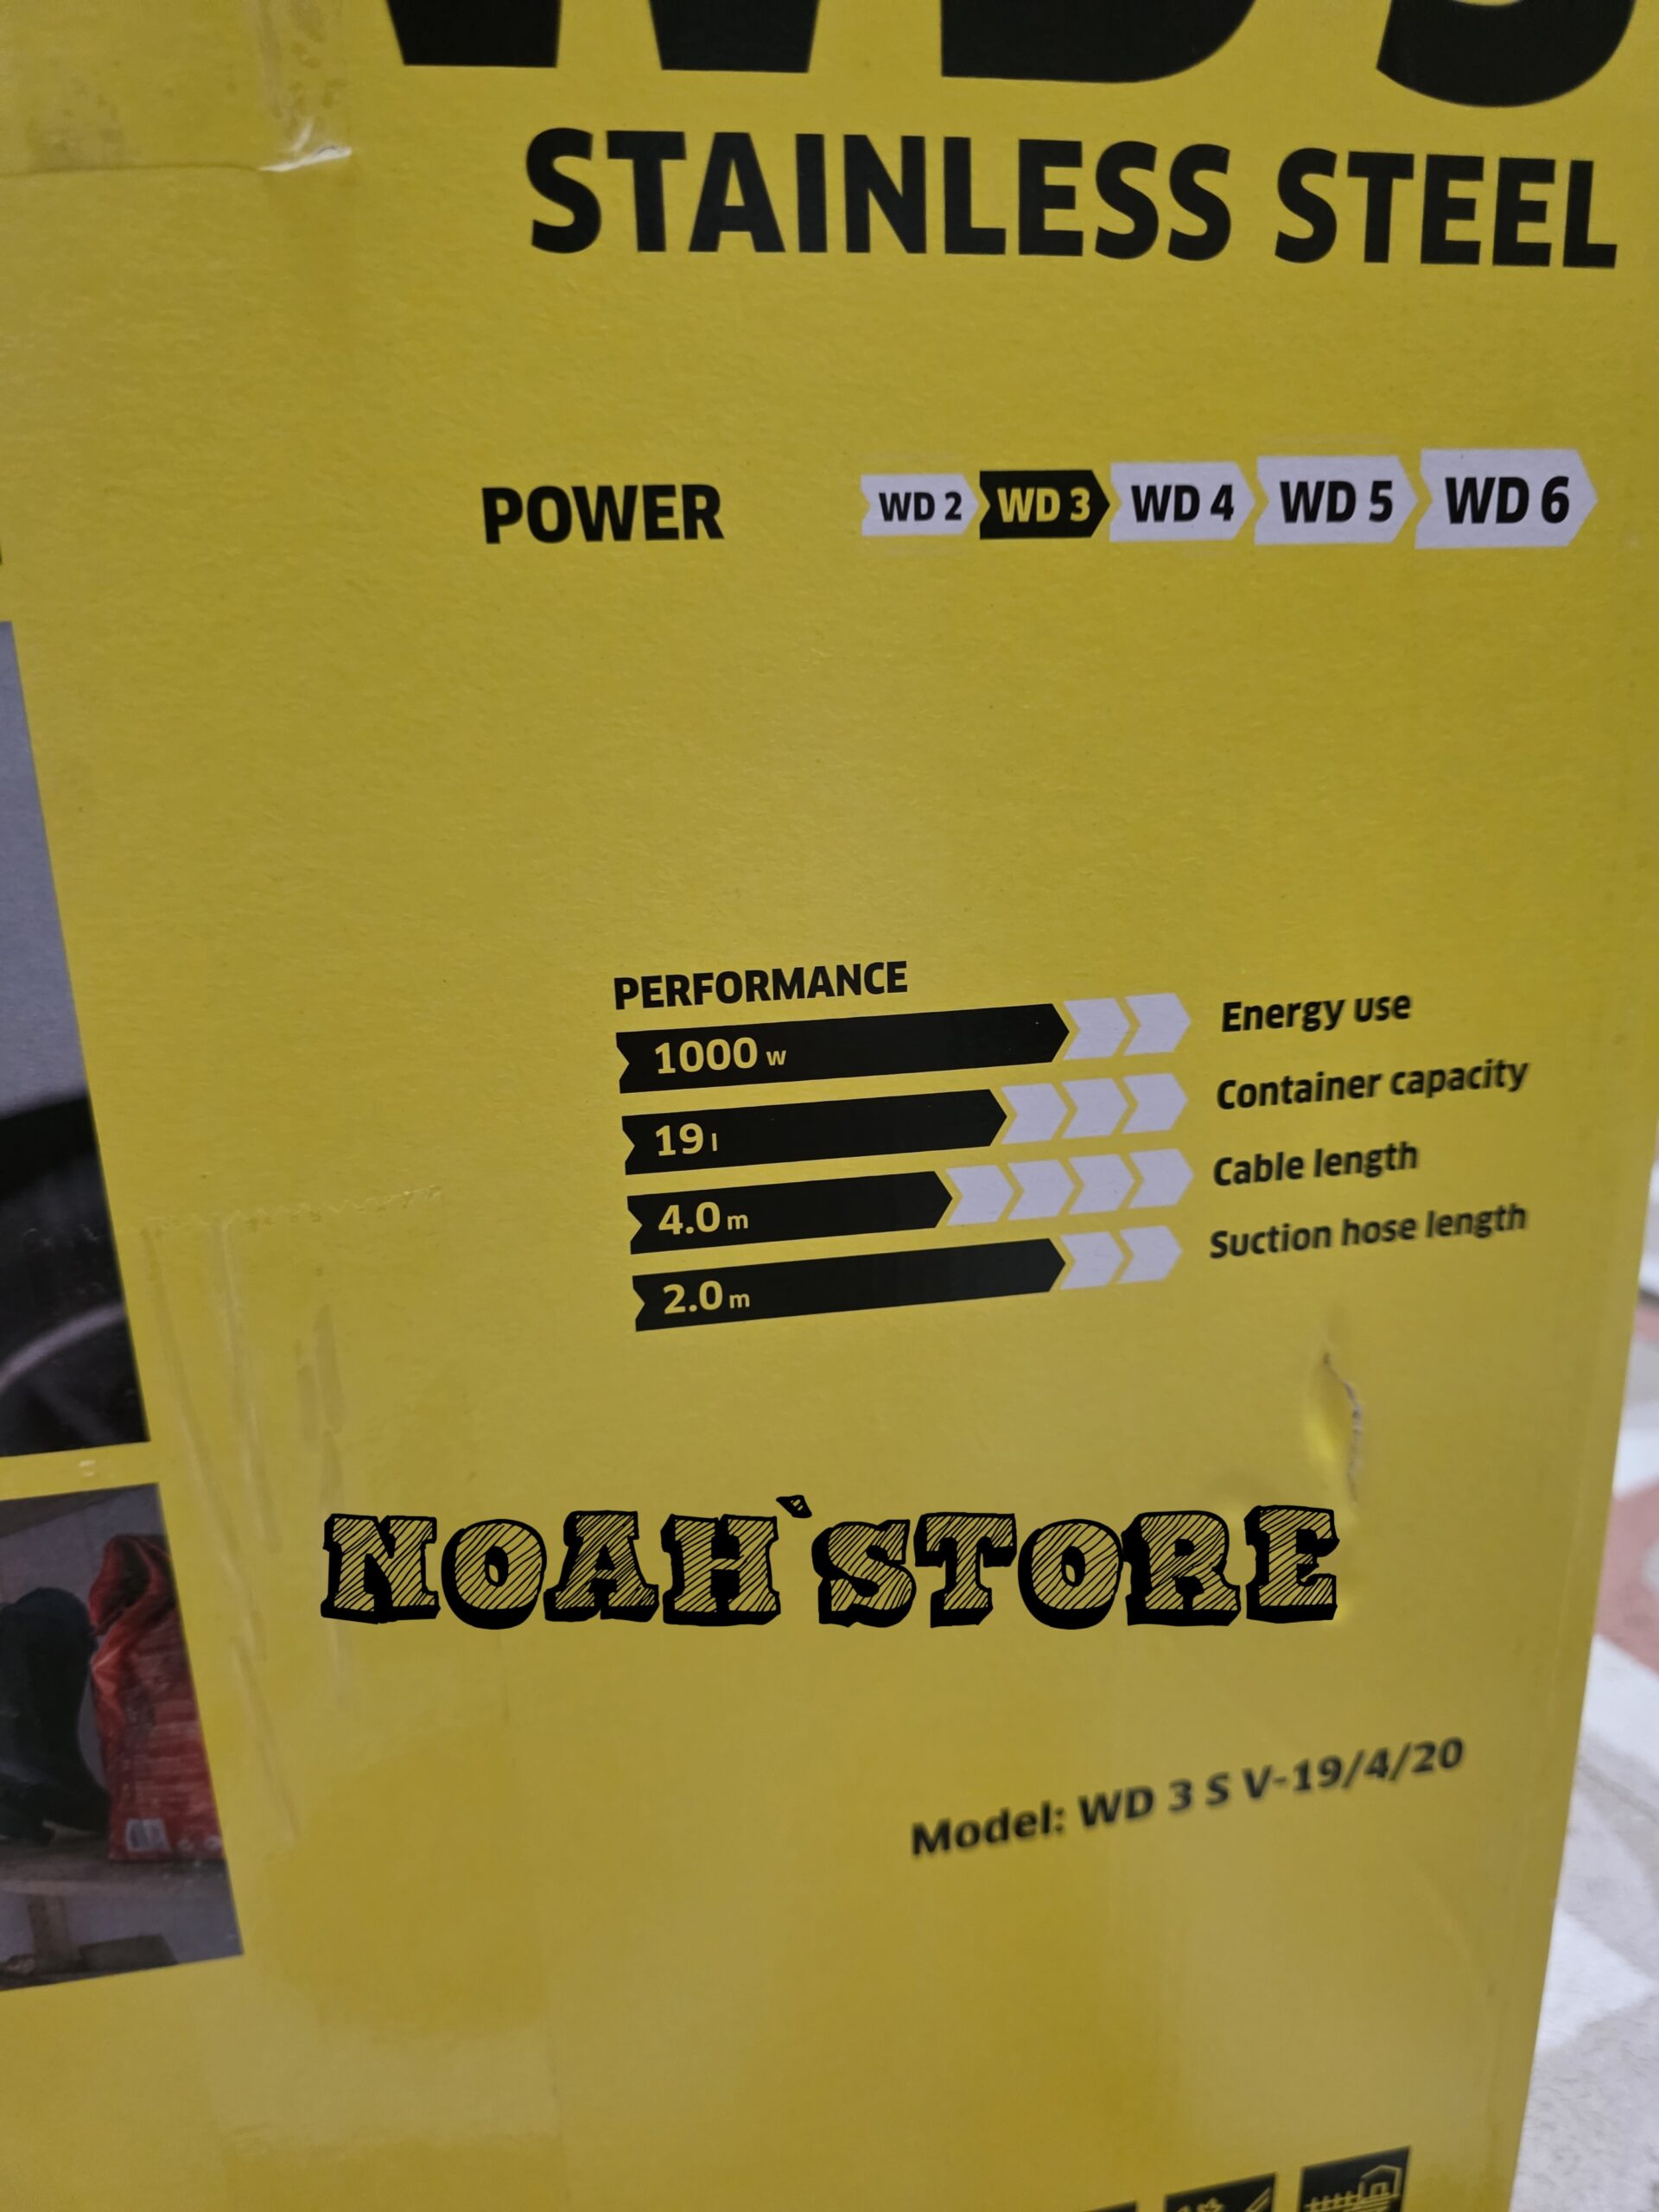 STAINLESS STEEL
POWER WD 2 WD 3 WD 4 WD 5 WD 6
PERFORMANCE
1000 w Energy use
19 l Container capacity
4.0 m Cable length
2.0 m Suction hose length
NOAH`STORE
Model: WD 3 S V-19/4/20